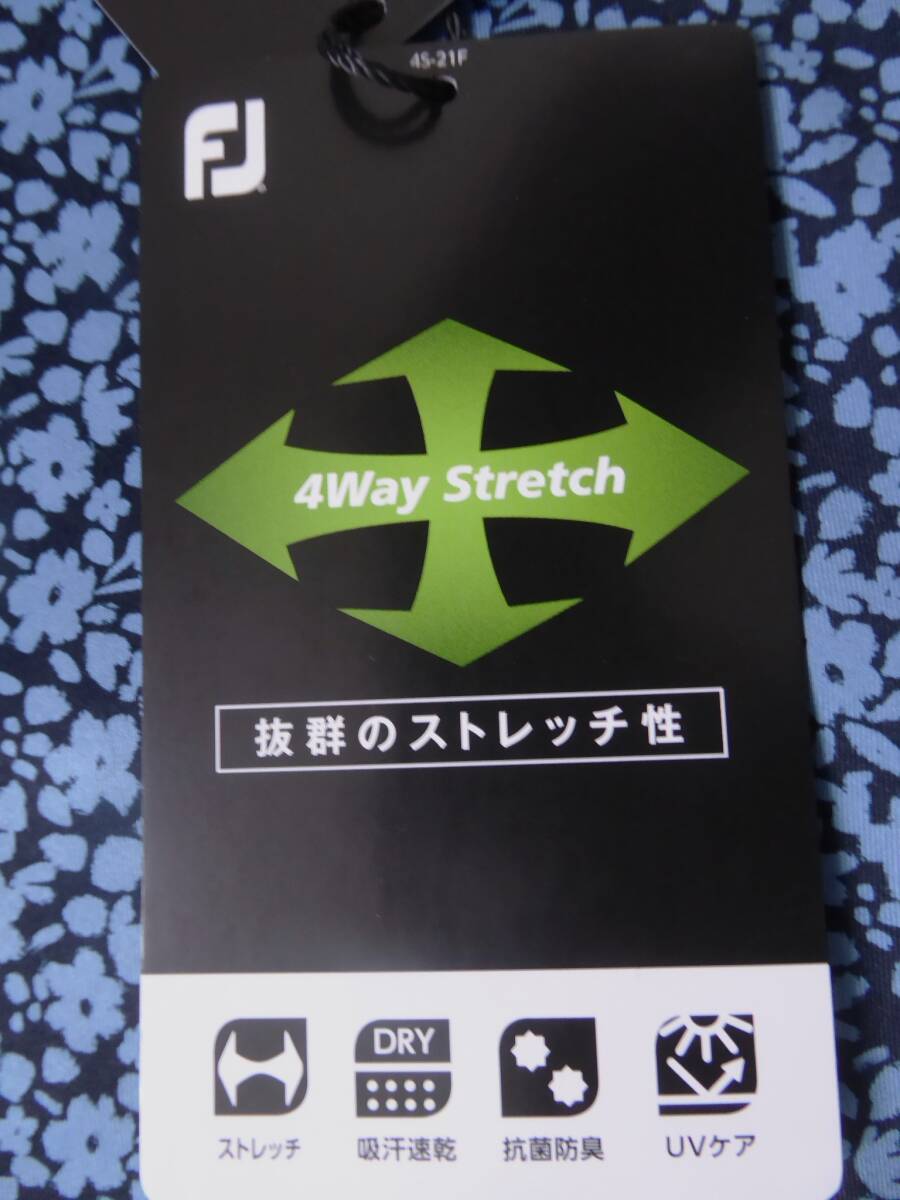 4S-21F
FJ
4Way Stretch
抜群のストレッチ性
DRY
ストレッチ 吸汗速乾 抗菌防臭 UVケア